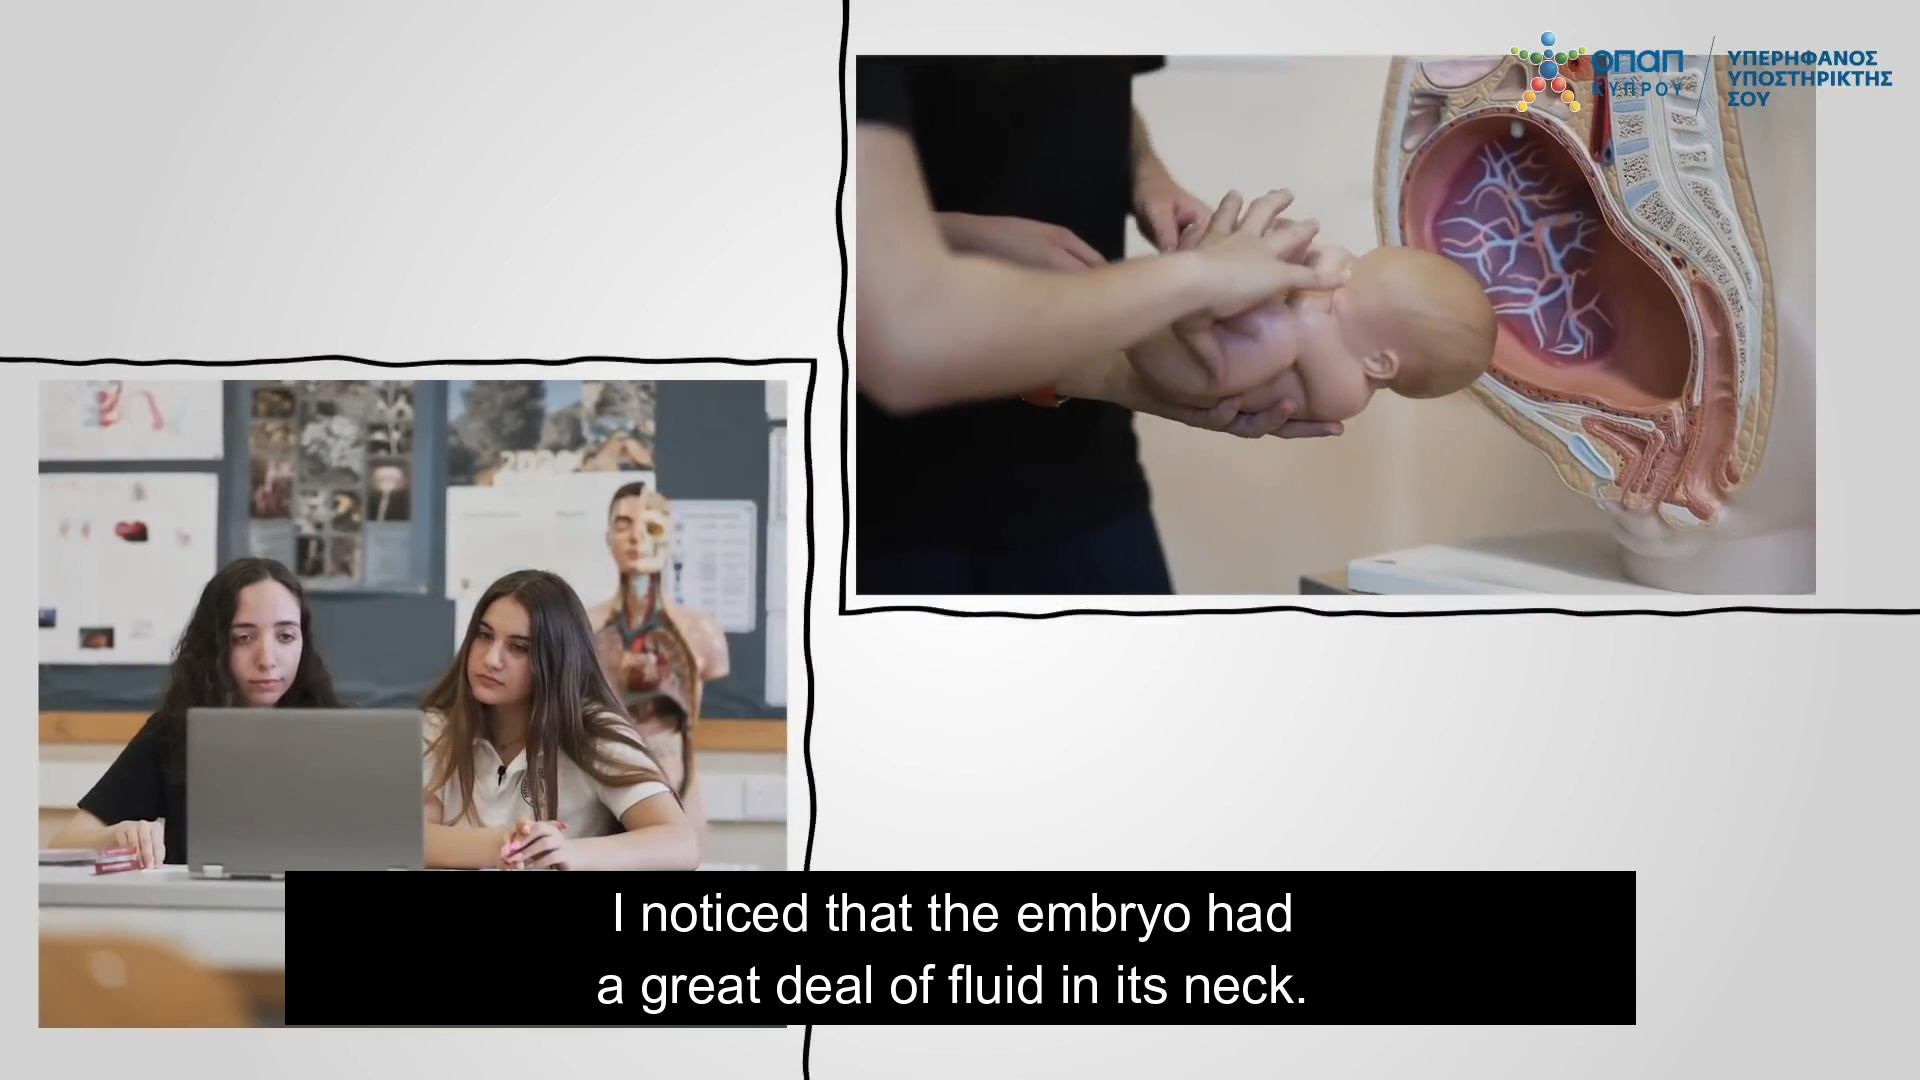 οπαπ
ΚΥΠΡΟΥ
ΥΠΕΡΗΦΑΝΟΣ
ΥΠΟΣΤΗΡΙΚΤΗΣ
ΣΟΥ
I noticed that the embryo had
a great deal of fluid in its neck.